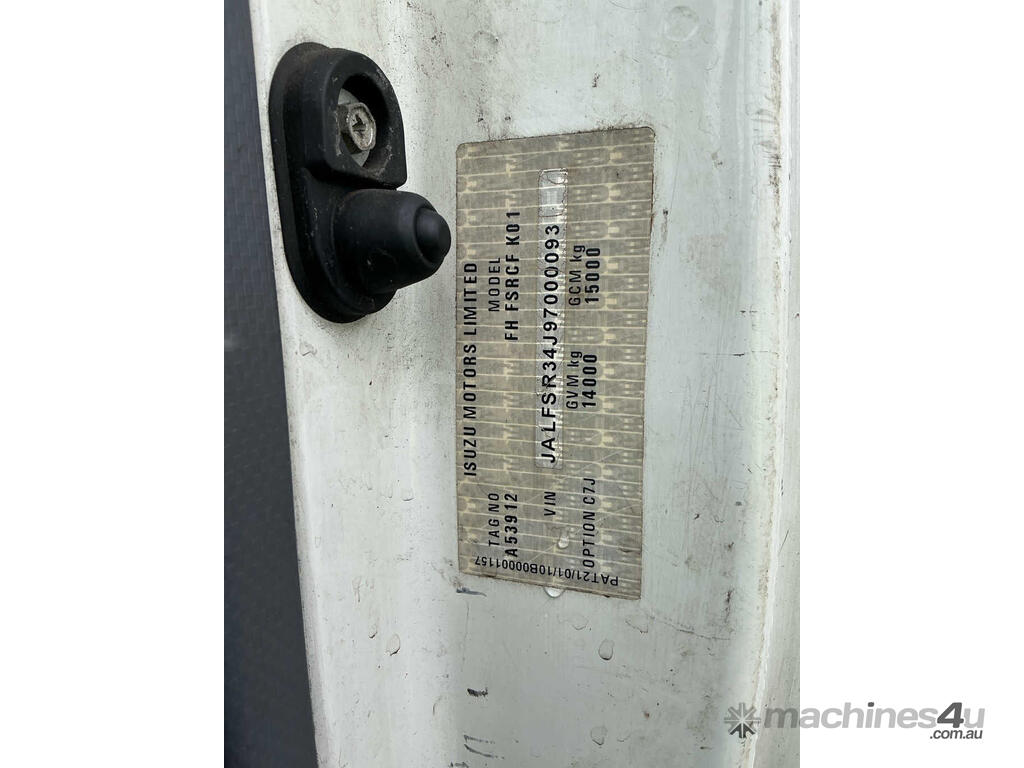 ISUZU MOTORS LIMITED
TAG NO MODEL
A53912 FH FSRCF K01
VIN JALFSR34J97000093
GVM kg GCM kg
OPTION C7J 14000 15000
PAT21/01/10B00001157
machines4u
.com.au